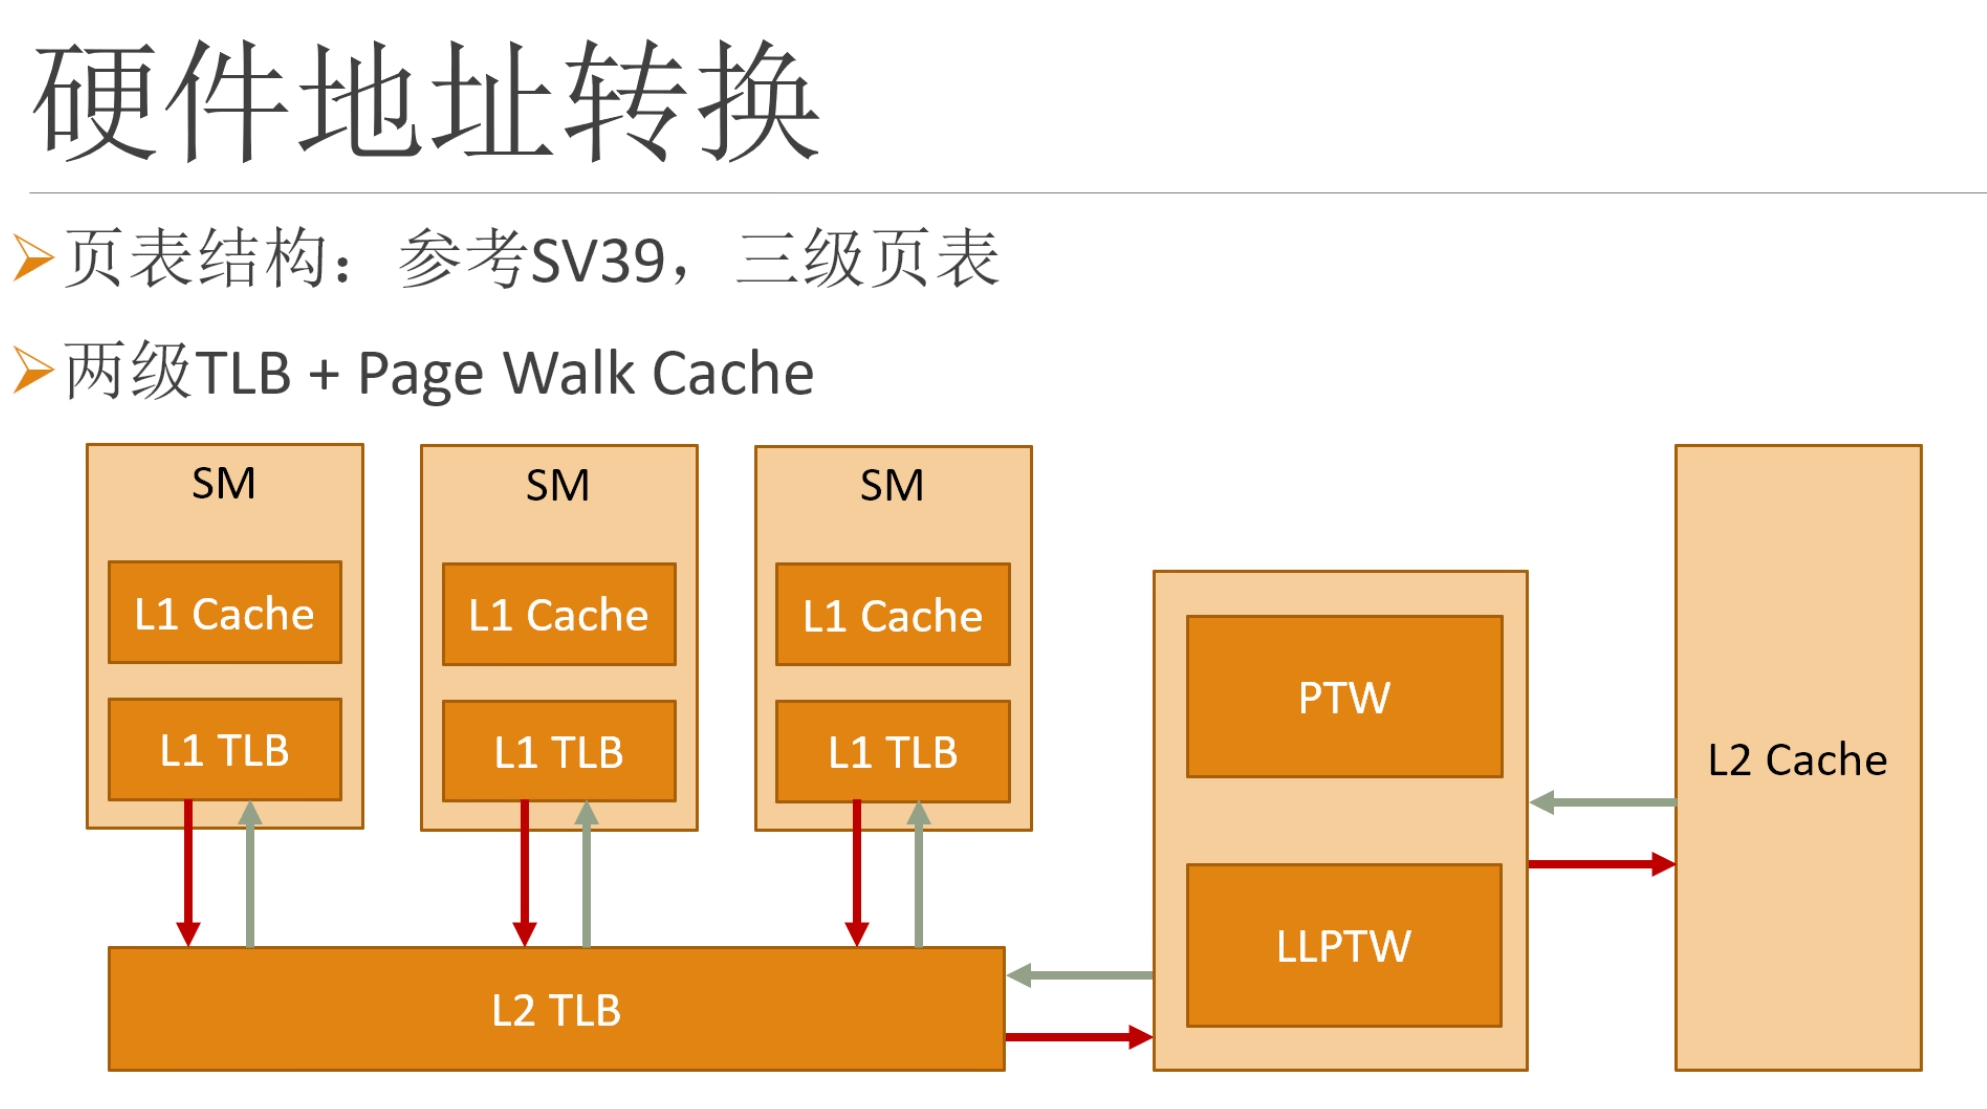 硬件地址转换
页表结构：参考SV39，三级页表
两级TLB + Page Walk Cache
SM
SM
SM
L1 Cache
L1 Cache
L1 Cache
L1 TLB
L1 TLB
L1 TLB
L2 TLB
PTW
LLPTW
L2 Cache